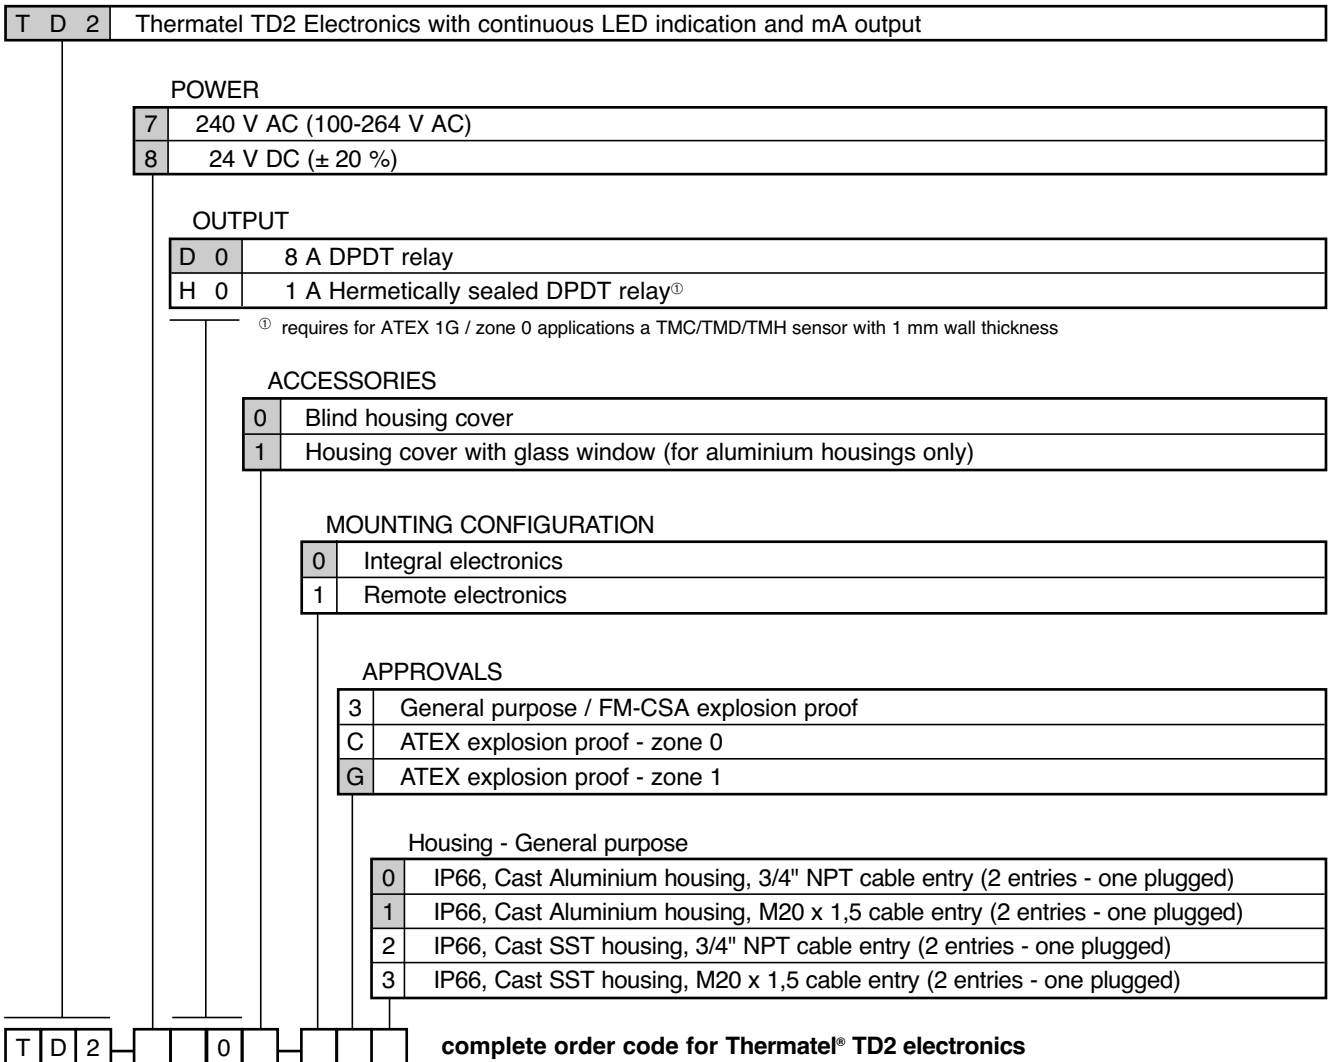 T D 2 Thermatel TD2 Electronics with continuous LED indication and mA output
POWER
7 240 V AC (100-264 V AC)
8 24 V DC (± 20 %)
OUTPUT
D 0 8 A DPDT relay
H 0 1 A Hermetically sealed DPDT relay①
① requires for ATEX 1G / zone 0 applications a TMC/TMD/TMH sensor with 1 mm wall thickness
ACCESSORIES
0 Blind housing cover
1 Housing cover with glass window (for aluminium housings only)
MOUNTING CONFIGURATION
0 Integral electronics
1 Remote electronics
APPROVALS
3 General purpose / FM-CSA explosion proof
C ATEX explosion proof - zone 0
G ATEX explosion proof - zone 1
Housing - General purpose
0 IP66, Cast Aluminium housing, 3/4" NPT cable entry (2 entries - one plugged)
1 IP66, Cast Aluminium housing, M20 x 1,5 cable entry (2 entries - one plugged)
2 IP66, Cast SST housing, 3/4" NPT cable entry (2 entries - one plugged)
3 IP66, Cast SST housing, M20 x 1,5 cable entry (2 entries - one plugged)
T D 2 0 complete order code for Thermatel® TD2 electronics